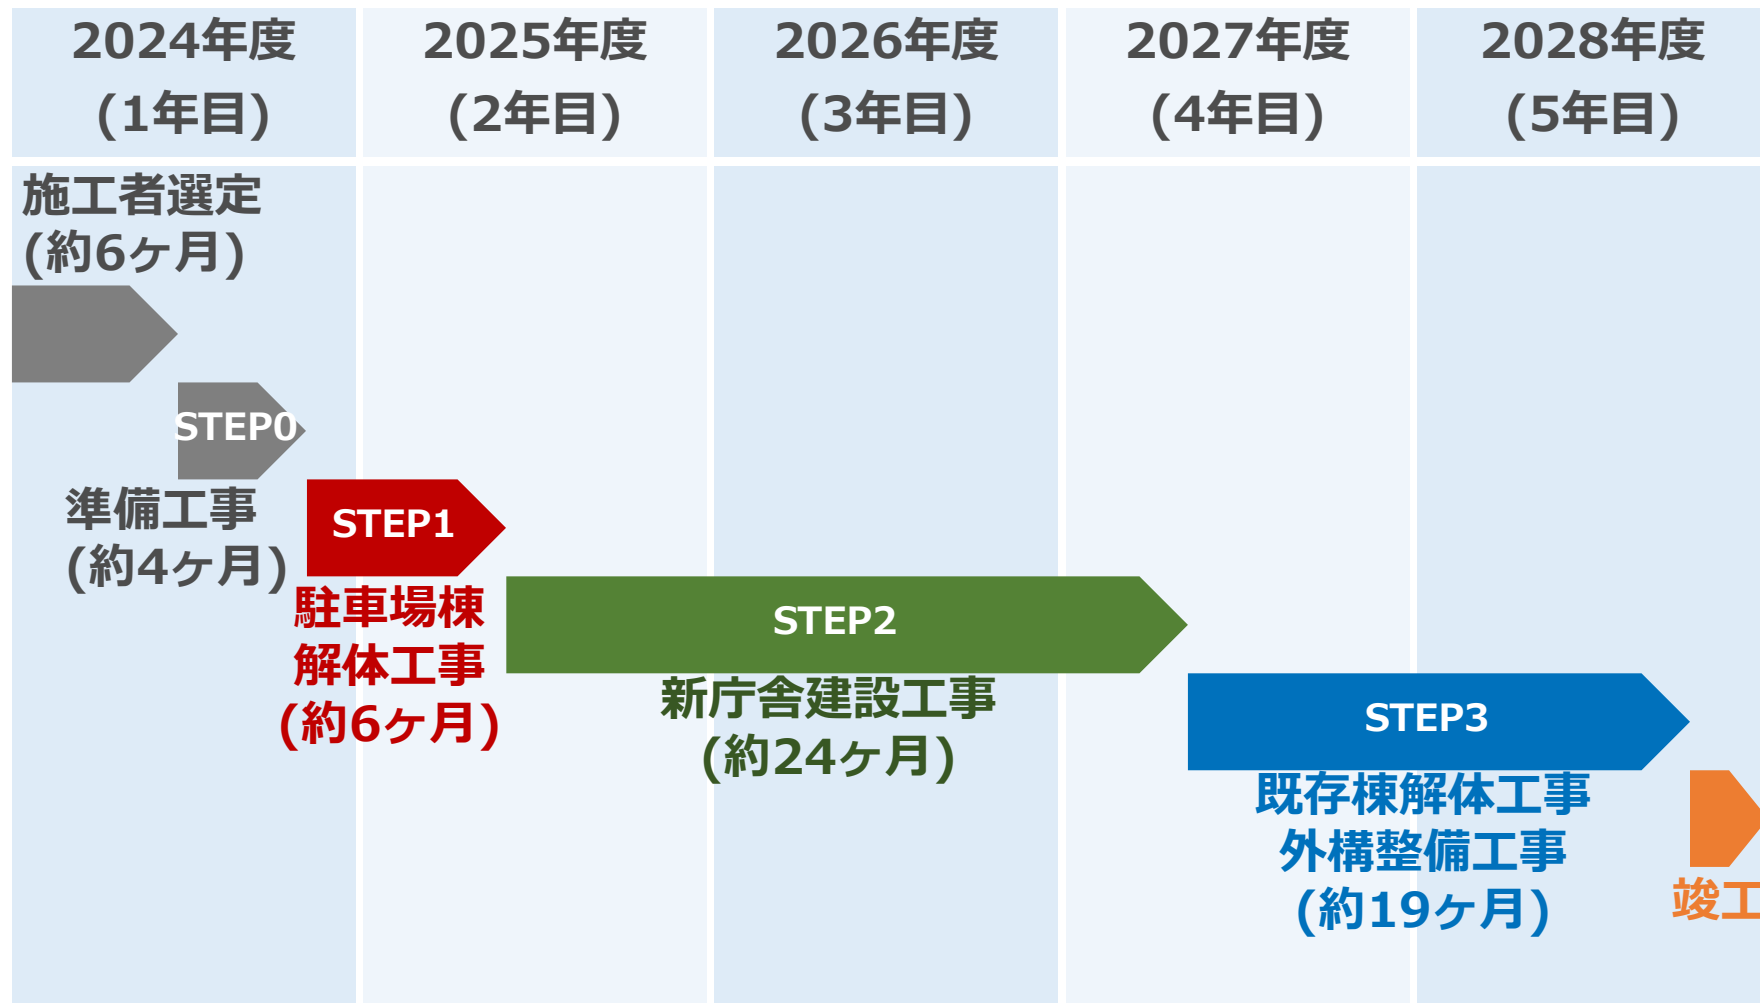 2024年度
(1年目)
2025年度
(2年目)
2026年度
(3年目)
2027年度
(4年目)
2028年度
(5年目)
施工者選定
(約6ヶ月)
STEP0
準備工事
(約4ヶ月)
STEP1
駐車場棟
解体工事
(約6ヶ月)
STEP2
新庁舎建設工事
(約24ヶ月)
STEP3
既存棟解体工事
外構整備工事
(約19ヶ月)
竣工